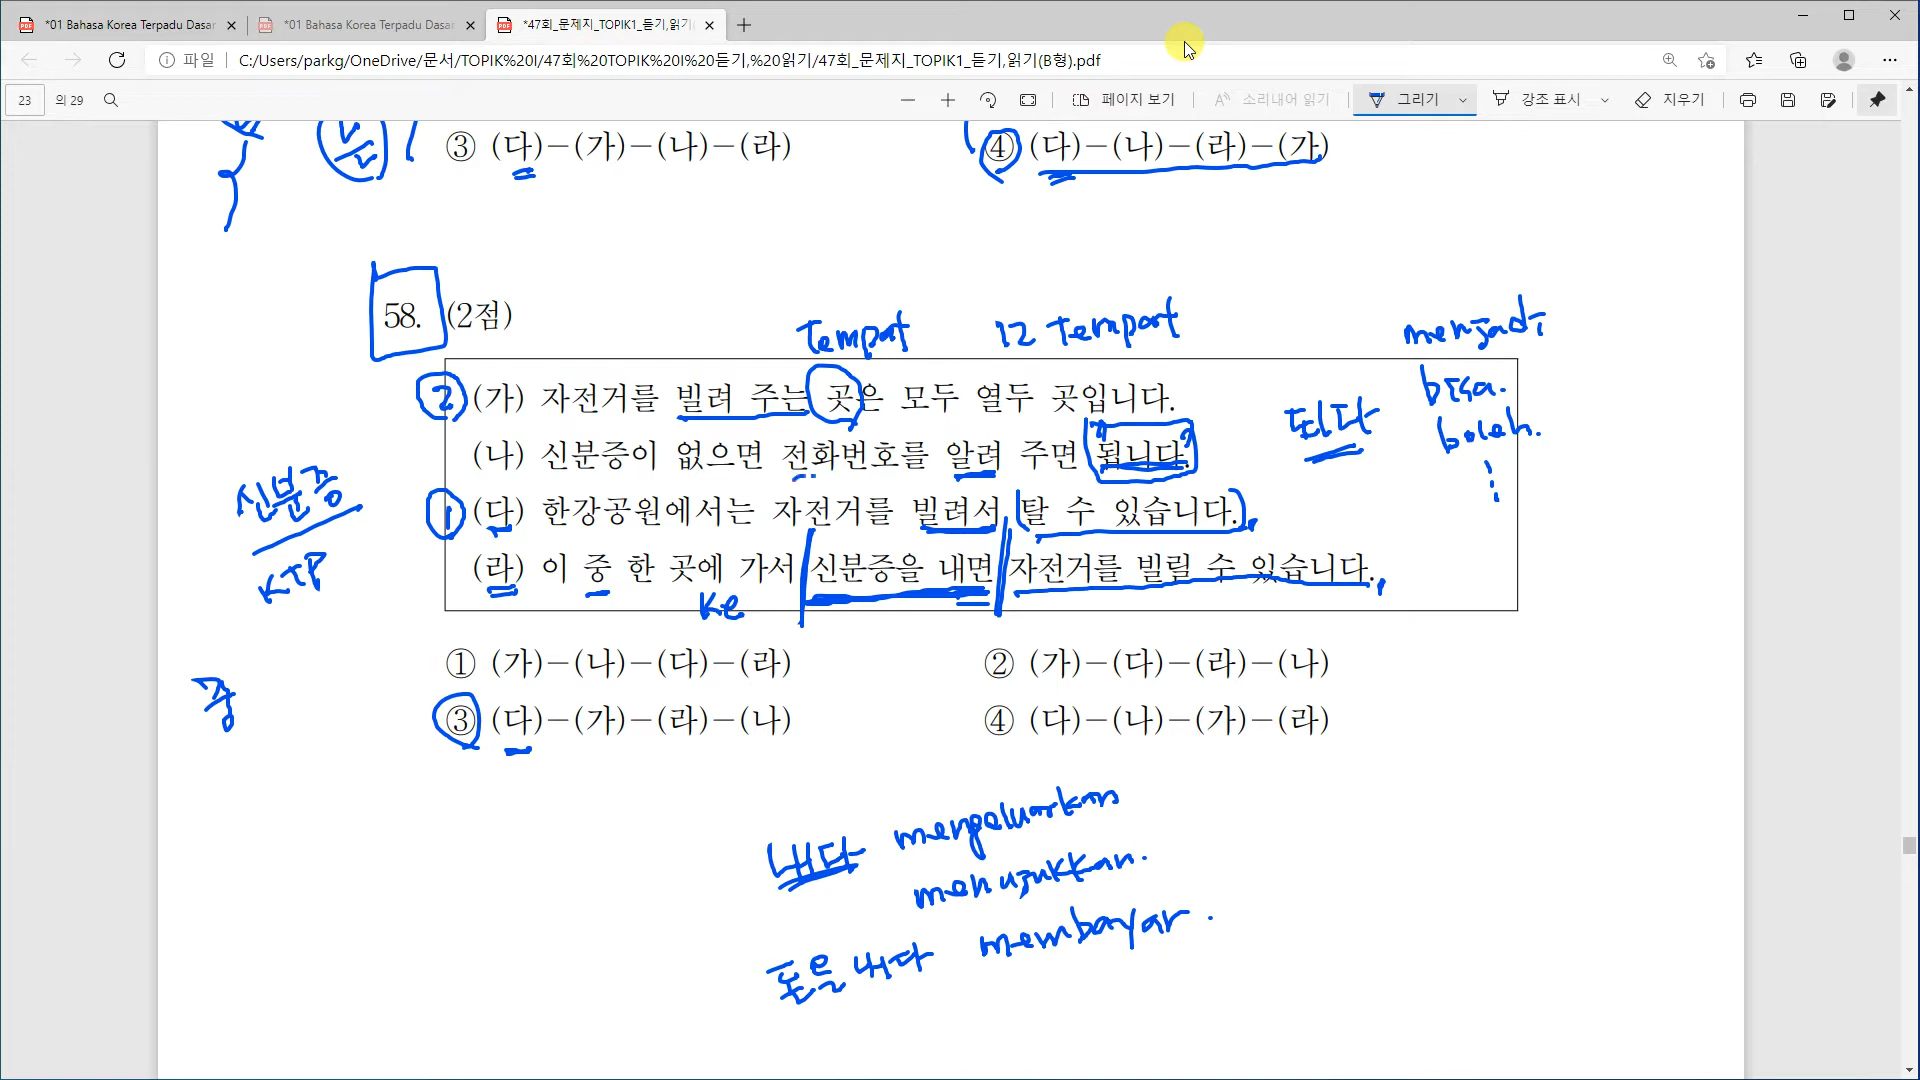 *01 Bahasa Korea Terpadu Dasar
*01 Bahasa Korea Terpadu Dasar
*47회_문제지_TOPIK1_듣기,읽기(
파일 C:/Users/parkg/OneDrive/문서/TOPIK%20I/47회%20TOPIK%20I%20듣기,%20읽기/47회_문제지_TOPIK1_듣기,읽기(B형).pdf
23 의 29 페이지 보기 소리내어 읽기 그리기 강조 표시 지우기
③ (다)-(가)-(나)-(라) ④ (다)-(나)-(라)-(가)
58. (2점)
tempat 12 tempat menjadi
2 (가) 자전거를 빌려 주는 곳은 모두 열두 곳입니다. bisa.
되다 boleh.
(나) 신분증이 없으면 전화번호를 알려 주면 됩니다.
신분증
1 (다) 한강공원에서는 자전거를 빌려서 탈 수 있습니다.
KTP (라) 이 중 한 곳에 가서 신분증을 내면 자전거를 빌릴 수 있습니다.
ke
① (가)-(나)-(다)-(라) ② (가)-(다)-(라)-(나)
중
③ (다)-(가)-(라)-(나) ④ (다)-(나)-(가)-(라)
내다 mengeluarkan
menujukkan.
돈을 내다 membayar.